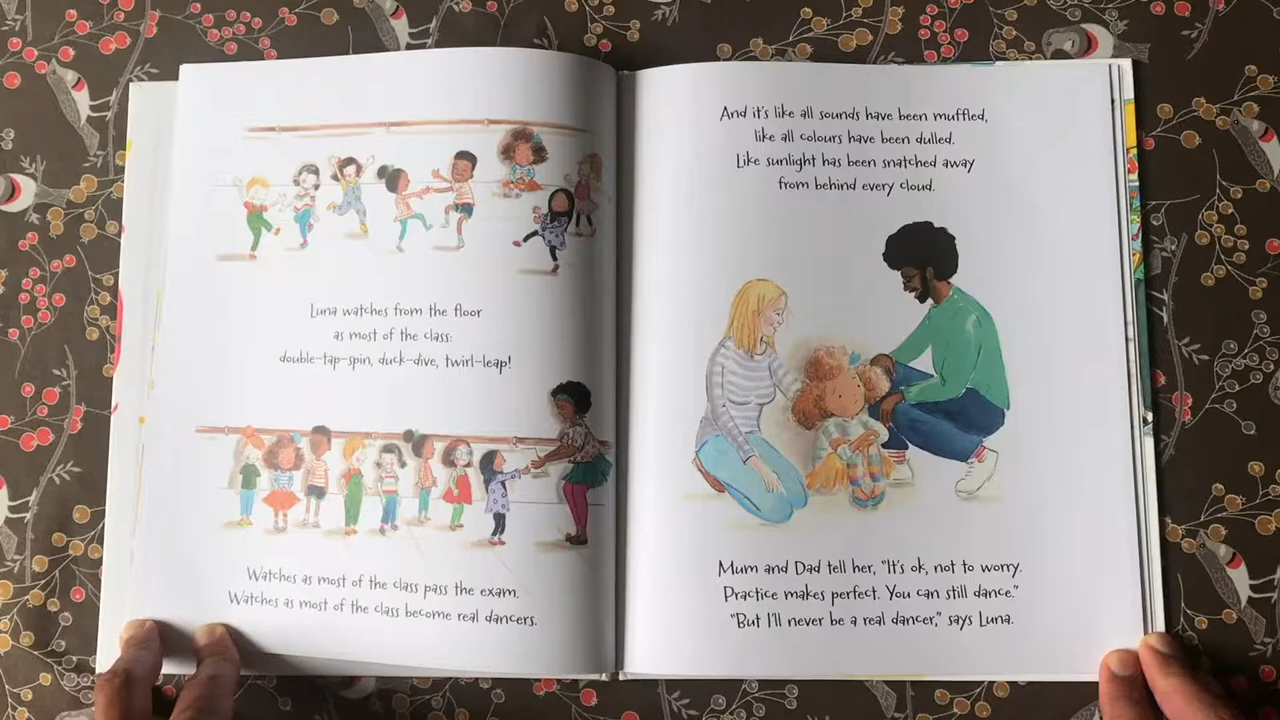 Luna watches from the floor
as most of the class:
double-tap-spin, duck-dive, twirl-leap!
Watches as most of the class pass the exam.
Watches as most of the class become real dancers.
And it's like all sounds have been muffled,
like all colours have been dulled.
Like sunlight has been snatched away
from behind every cloud.
Mum and Dad tell her, "It's ok, not to worry.
Practice makes perfect. You can still dance."
"But I'll never be a real dancer," says Luna.